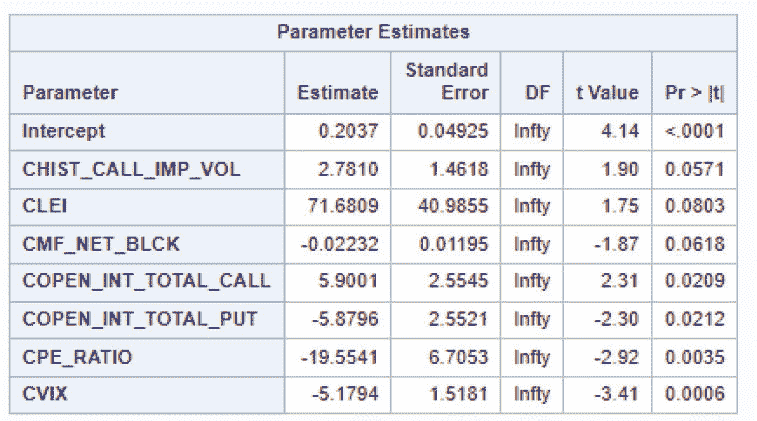 Parameter Estimates
Parameter Estimate Standard Error DF t Value Pr > |t|
Intercept 0.2037 0.04925 Infty 4.14 <.0001
CHIST_CALL_IMP_VOL 2.7810 1.4618 Infty 1.90 0.0571
CLEI 71.6809 40.9855 Infty 1.75 0.0803
CMF_NET_BLCK -0.02232 0.01195 Infty -1.87 0.0618
COPEN_INT_TOTAL_CALL 5.9001 2.5545 Infty 2.31 0.0209
COPEN_INT_TOTAL_PUT -5.8796 2.5521 Infty -2.30 0.0212
CPE_RATIO -19.5541 6.7053 Infty -2.92 0.0035
CVIX -5.1794 1.5181 Infty -3.41 0.0006